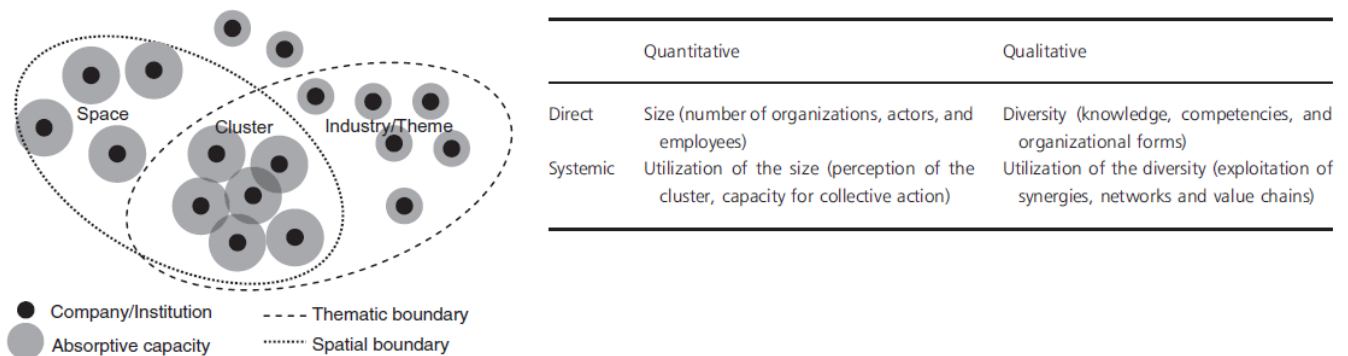 Space
Cluster
Industry/Theme
Company/Institution
Absorptive capacity
Thematic boundary
Spatial boundary
Quantitative Qualitative
Direct Size (number of organizations, actors, and Diversity (knowledge, competencies, and
employees) organizational forms)
Systemic Utilization of the size (perception of the Utilization of the diversity (exploitation of
cluster, capacity for collective action) synergies, networks and value chains)